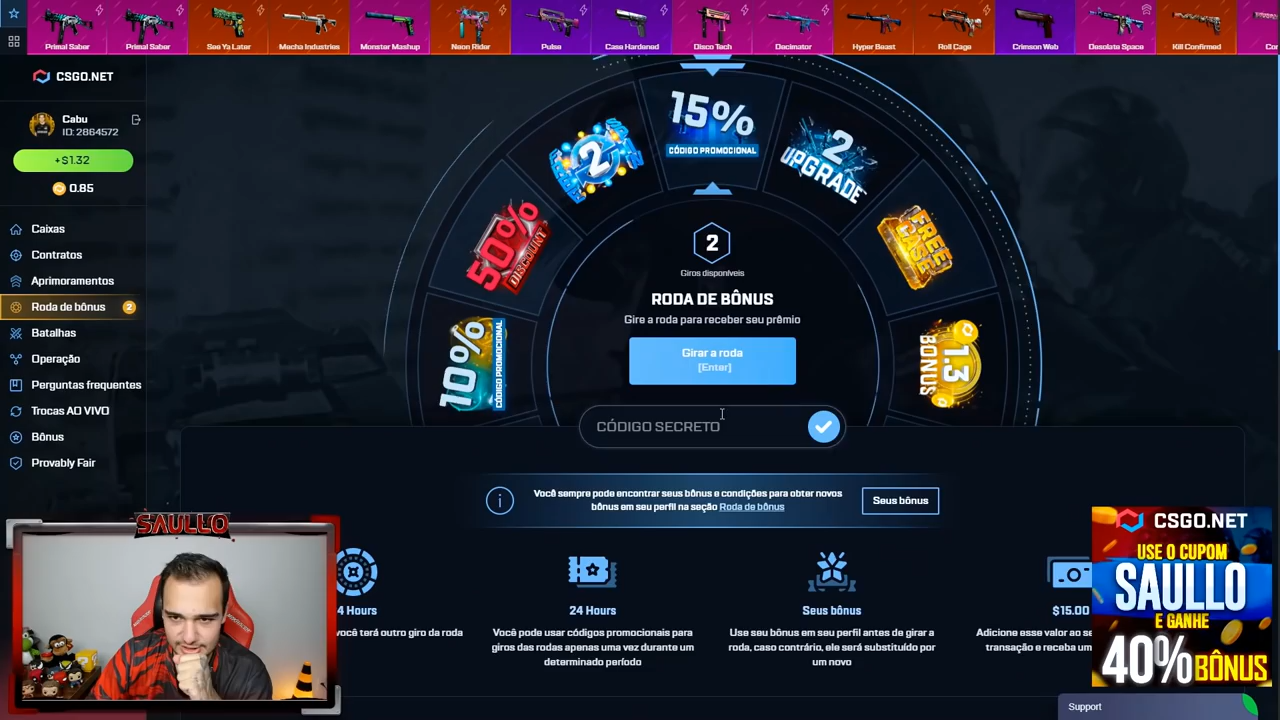 Primal Saber
Primal Saber
See Ya Later
Mecha Industries
Monster Mashup
Neon Rider
Pulse
Case Hardened
Disco Tech
Decimator
Hyper Beast
Roll Cage
Crimson Web
Desolate Space
Kill Confirmed
CSGO.NET
Cabu
ID: 2864572
+$1.32
0.85
Caixas
Contratos
Aprimoramentos
Roda de bônus
2
Batalhas
Operação
Perguntas frequentes
Trocas AO VIVO
Bônus
Provably Fair
10%
CÓDIGO PROMOCIONAL
50%
DISCOUNT
2
15%
CÓDIGO PROMOCIONAL
2
UPGRADE
FREE
CASE
1.3
BONUS
2
Giros disponíveis
RODA DE BÔNUS
Gire a roda para receber seu prêmio
Girar a roda
[Enter]
CÓDIGO SECRETO
Você sempre pode encontrar seus bônus e condições para obter novos
bônus em seu perfil na seção Roda de bônus
Seus bônus
4 Hours
você terá outro giro da roda
24 Hours
Você pode usar códigos promocionais para
giros das rodas apenas uma vez durante um
determinado período
Seus bônus
Use seu bônus em seu perfil antes de girar a
roda, caso contrário, ele será substituído por
um novo
$15.00
Adicione esse valor ao se
transação e receba um
SAULLO
CSGO.NET
USE O CUPOM
SAULLO
E GANHE
40% BÔNUS
Support